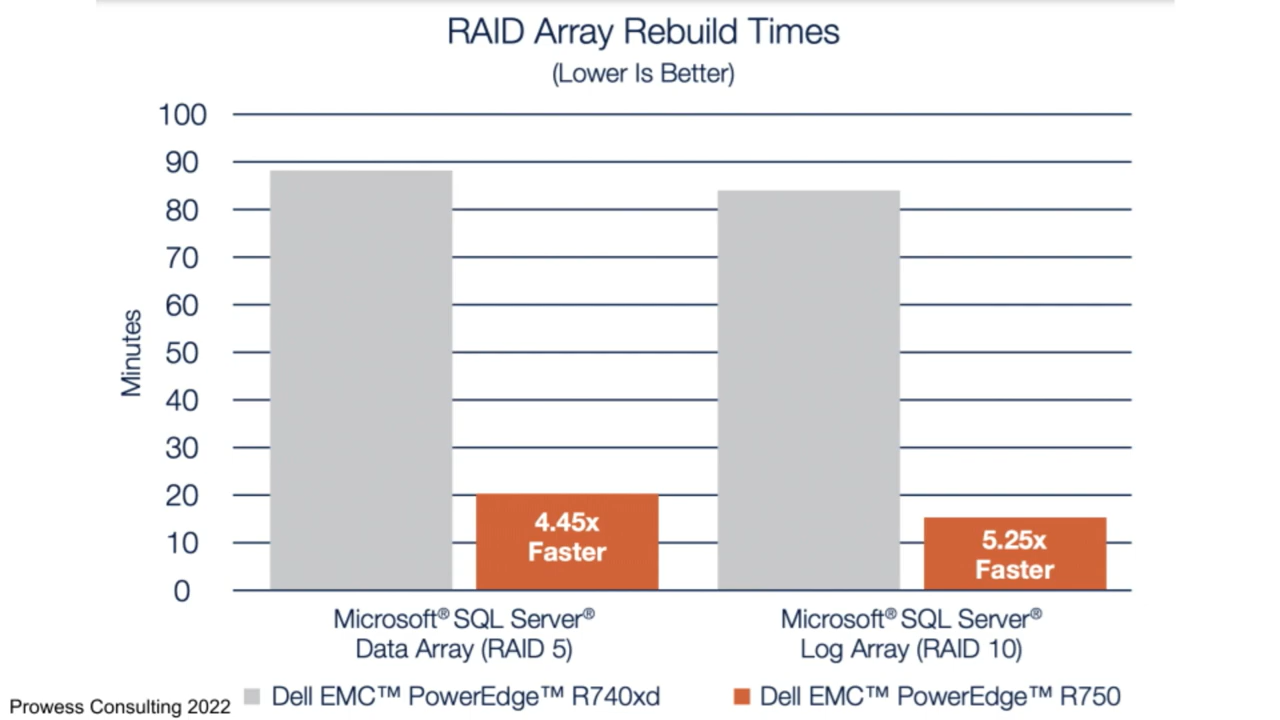 RAID Array Rebuild Times
(Lower Is Better)
100
90
80
70
60
50
40
30
20
10
0
Minutes
4.45x
Faster
5.25x
Faster
Microsoft® SQL Server®
Data Array (RAID 5)
Microsoft® SQL Server®
Log Array (RAID 10)
Dell EMC™ PowerEdge™ R740xd
Dell EMC™ PowerEdge™ R750
Prowess Consulting 2022